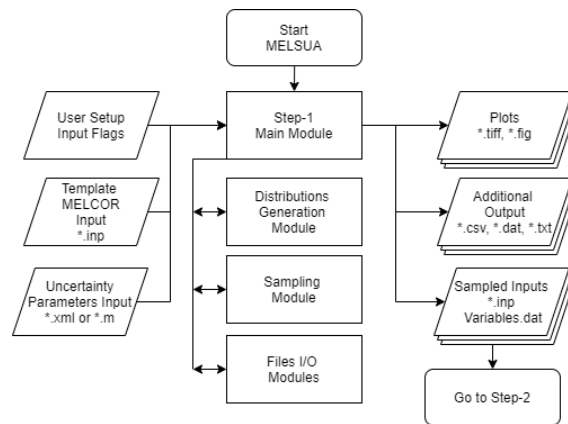 Start
MELSUA
User Setup
Input Flags
Step-1
Main Module
Plots
*.tiff, *.fig
Template
MELCOR
Input
*.inp
Distributions
Generation
Module
Additional
Output
*.csv, *.dat, *.txt
Uncertainty
Parameters Input
*.xml or *.m
Sampling
Module
Sampled Inputs
*.inp
Variables.dat
Files I/O
Modules
Go to Step-2